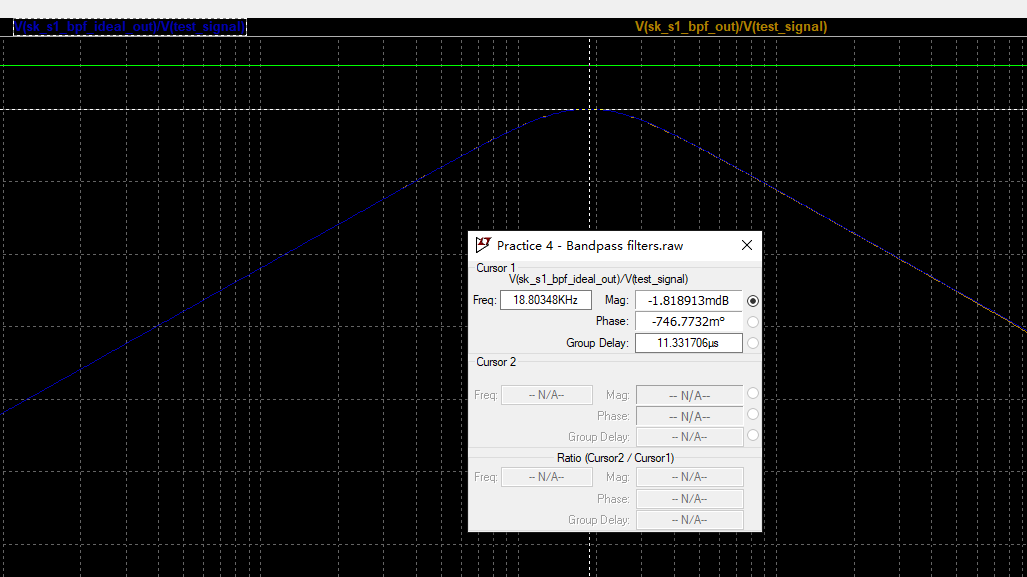 V(sk_s1_bpf_ideal_out)/V(test_signal) V(sk_s1_bpf_out)/V(test_signal)
Practice 4 - Bandpass filters.raw
Cursor 1
V(sk_s1_bpf_ideal_out)/V(test_signal)
Freq: 18.80348KHz Mag: -1.818913mdB
Phase: -746.7732m°
Group Delay: 11.331706µs
Cursor 2
Freq: -- N/A-- Mag: -- N/A--
Phase: -- N/A--
Group Delay: -- N/A--
Ratio (Cursor2 / Cursor1)
Freq: -- N/A-- Mag: -- N/A--
Phase: -- N/A--
Group Delay: -- N/A--